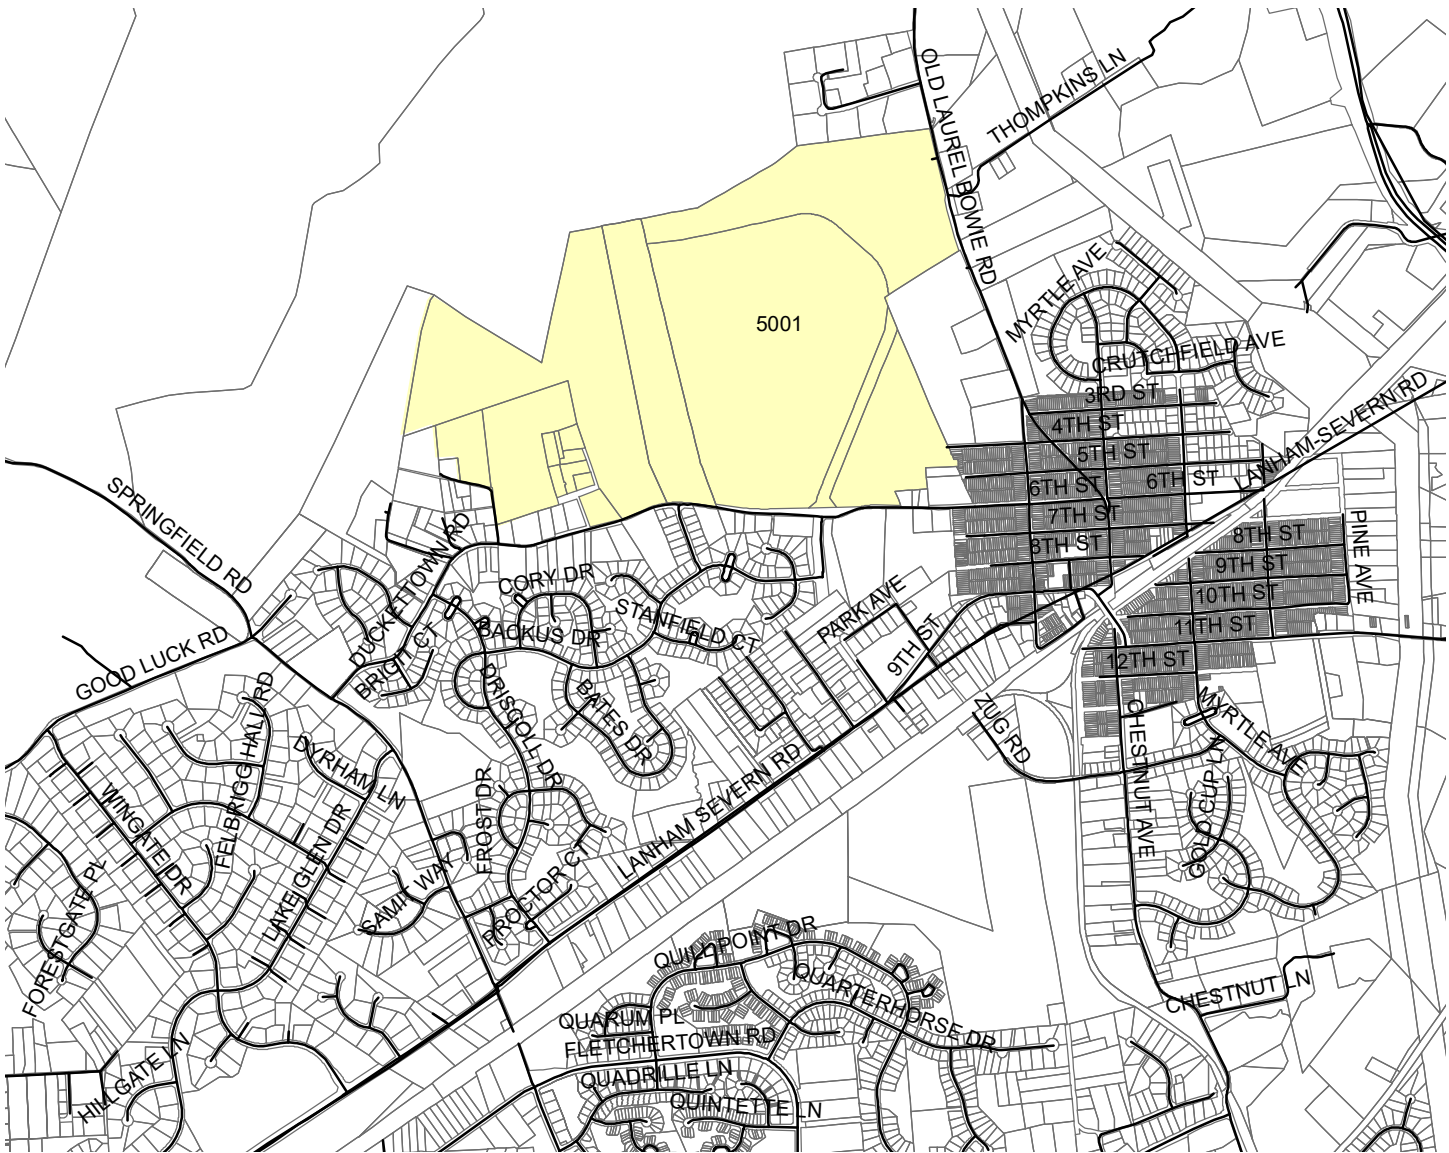 OLD LAUREL BOWIE RD
THOMPKINS LN
MYRTLE AVE
5001
CRUTCHFIELD AVE
3RD ST
4TH ST
LANHAM-SEVERN RD
5TH ST
6TH ST
6TH ST
7TH ST
8TH ST
8TH ST
9TH ST
10TH ST
11TH ST
12TH ST
PINE AVE
SPRINGFIELD RD
DUCKETTOWN RD
CORY DR
STANFIELD CT
BACKUS DR
PARK AVE
9TH ST
GOOD LUCK RD
BRIGIT CT
DRISCOLL DR
BATES DR
ZUG RD
CHESTNUT AVE
MYRTLE AVE
GOLD CUP LN
FELBRIGG HALL RD
DYRHAM LN
WINGATE DR
LAKE GLEN DR
FROST DR
LANHAM SEVERN RD
SAMIT WAY
PROCTOR CT
FORESTGATE PL
QUILL POINT DR
QUARTERHORSE DR
CHESTNUT LN
QUARUM PL
FLETCHERTOWN RD
QUADRILLE LN
QUINTETTE LN
HILLGATE LN